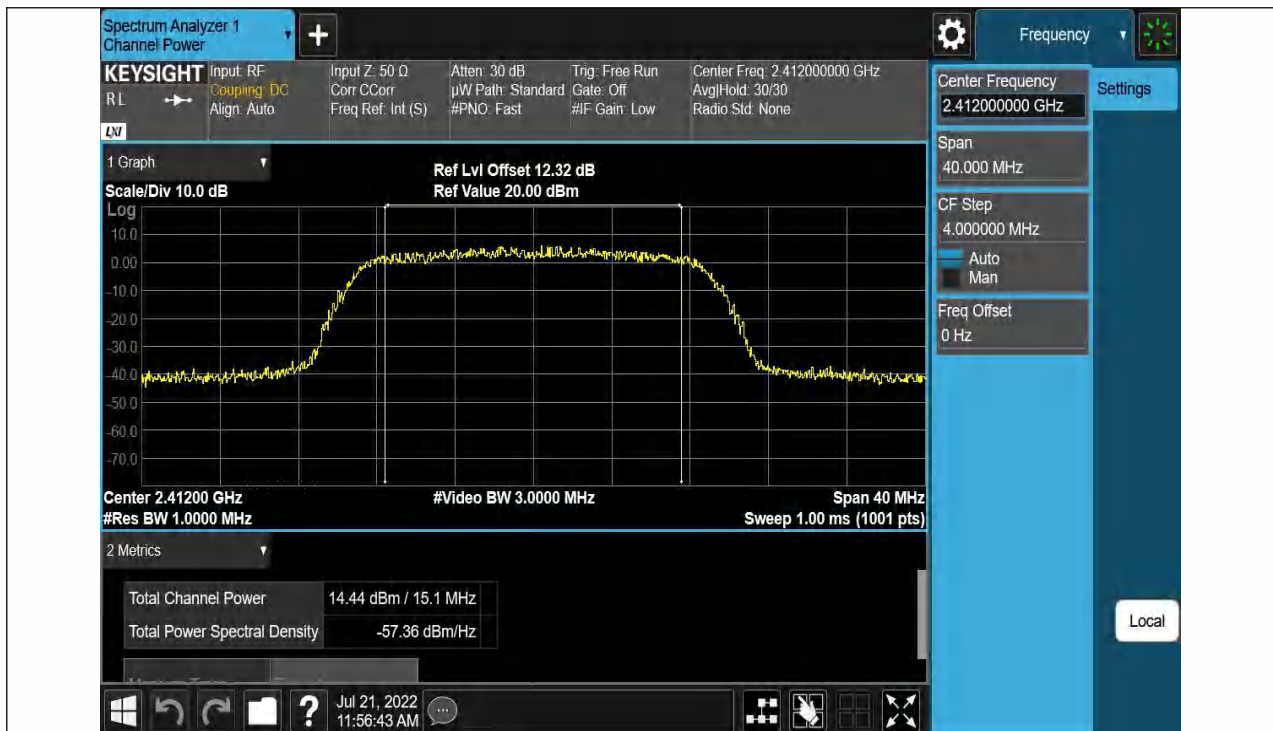 Spectrum Analyzer 1
Channel Power
+
Frequency
KEYSIGHT
R L
LXI
Input: RF
Coupling: DC
Align: Auto
Input Z: 50 Ω
Corr CCorr
Freq Ref: Int (S)
Atten: 30 dB
µW Path: Standard
#PNO: Fast
Trig: Free Run
Gate: Off
#IF Gain: Low
Center Freq: 2.412000000 GHz
Avg|Hold: 30/30
Radio Std: None
Center Frequency
2.412000000 GHz
Settings
Span
40.000 MHz
CF Step
4.000000 MHz
Auto
Man
Freq Offset
0 Hz
1 Graph
Scale/Div 10.0 dB
Ref Lvl Offset 12.32 dB
Ref Value 20.00 dBm
Log
10.0
0.00
-10.0
-20.0
-30.0
-40.0
-50.0
-60.0
-70.0
Center 2.41200 GHz
#Video BW 3.0000 MHz
Span 40 MHz
#Res BW 1.0000 MHz
Sweep 1.00 ms (1001 pts)
2 Metrics
Total Channel Power 14.44 dBm / 15.1 MHz
Total Power Spectral Density -57.36 dBm/Hz
Local
?
Jul 21, 2022
11:56:43 AM